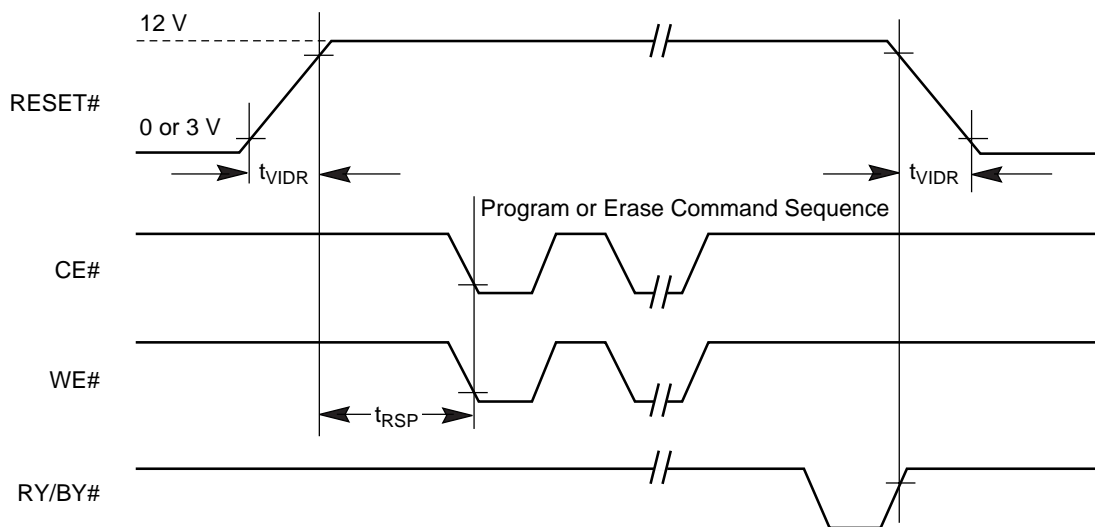 12 V
RESET#
0 or 3 V
tVIDR
tVIDR
Program or Erase Command Sequence
CE#
WE#
tRSP
RY/BY#